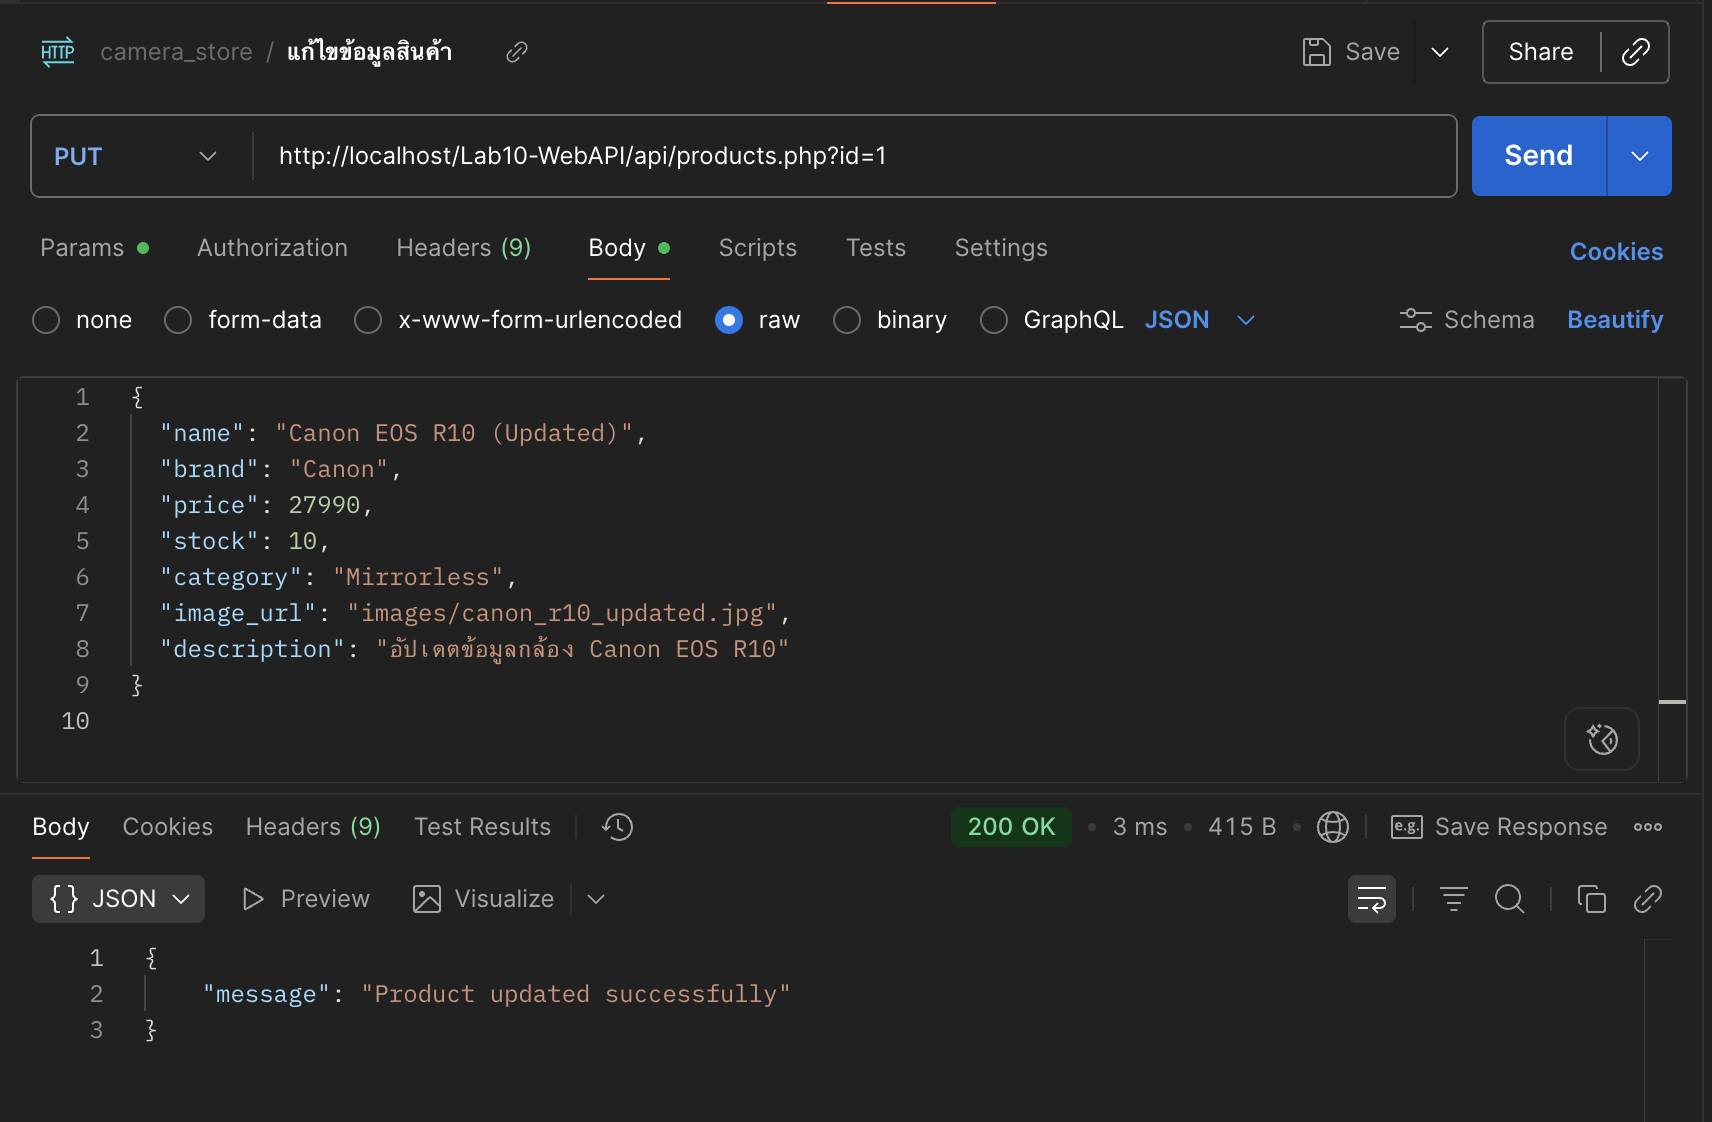 HTTP camera_store / แก้ไขข้อมูลสินค้า Save Share
PUT http://localhost/Lab10-WebAPI/api/products.php?id=1 Send
Params Authorization Headers (9) Body Scripts Tests Settings Cookies
none form-data x-www-form-urlencoded raw binary GraphQL JSON Schema Beautify
1 {
2 "name": "Canon EOS R10 (Updated)",
3 "brand": "Canon",
4 "price": 27990,
5 "stock": 10,
6 "category": "Mirrorless",
7 "image_url": "images/canon_r10_updated.jpg",
8 "description": "อัปเดตข้อมูลกล้อง Canon EOS R10"
9 }
10
Body Cookies Headers (9) Test Results 200 OK • 3 ms • 415 B • e.g. Save Response
{} JSON Preview Visualize
1 {
2 "message": "Product updated successfully"
3 }